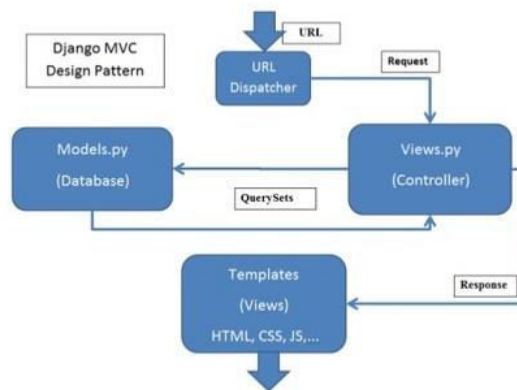 Django MVC
Design Pattern
URL
URL
Dispatcher
Request
Models.py
(Database)
Views.py
(Controller)
QuerySets
Templates
(Views)
HTML, CSS, JS,...
Response